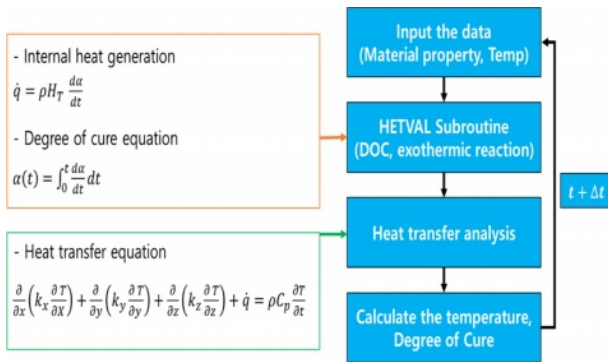 - Internal heat generation
q̇ = ρH_T dα/dt
- Degree of cure equation
α(t) = ∫₀ᵗ dα/dt dt
- Heat transfer equation
∂/∂x(k_x ∂T/∂X) + ∂/∂y(k_y ∂T/∂y) + ∂/∂z(k_z ∂T/∂z) + q̇ = ρC_p ∂T/∂t
Input the data
(Material property, Temp)
HETVAL Subroutine
(DOC, exothermic reaction)
Heat transfer analysis
Calculate the temperature,
Degree of Cure
t + Δt